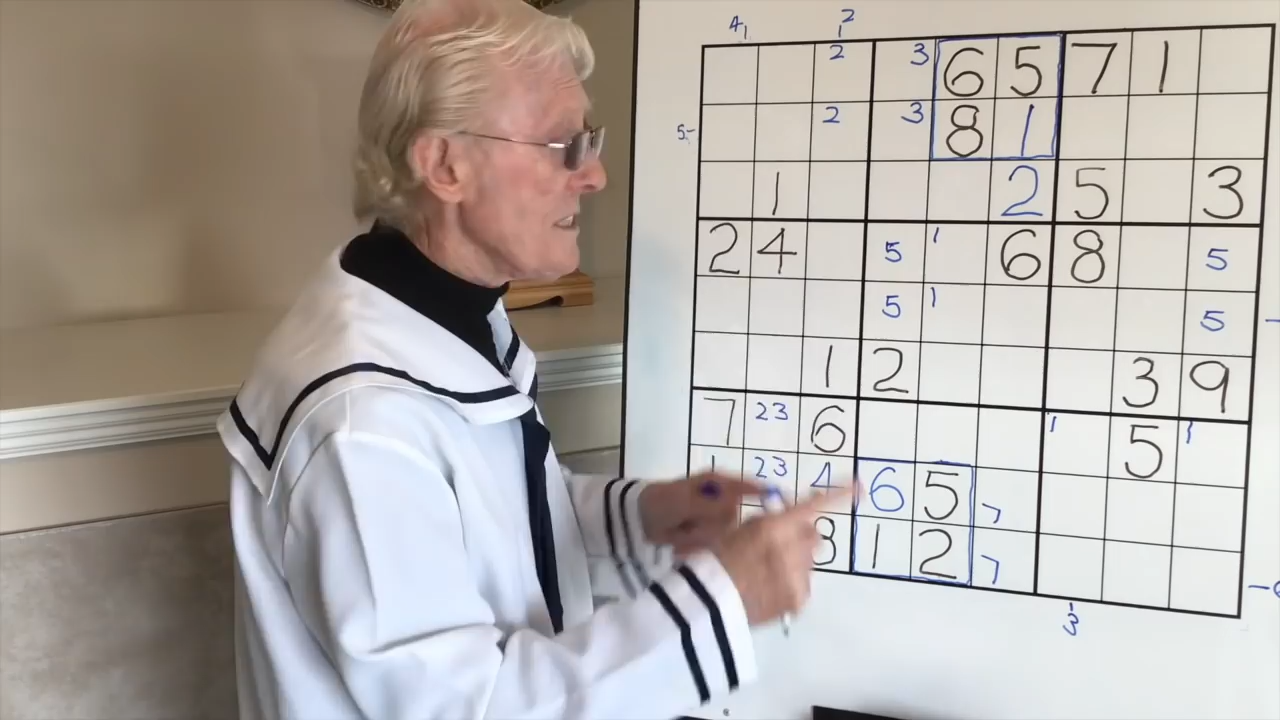 4 1 1 2
2 3 6 5 7 1
5- 2 3 8 1
1 2 5 3
2 4 5 1 6 8 5
5 1 5
1 2 3 9
7 23 6 1 5 1
1 23 4 6 5 7
8 1 2 7
3